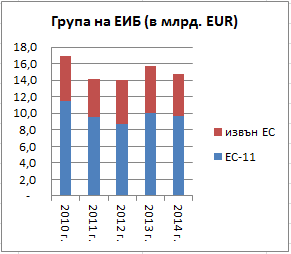 Група на ЕИБ (в млрд. EUR)
18,0
16,0
14,0
12,0
10,0
8,0
6,0
4,0
2,0
-
2010 г.
2011 г.
2012 г.
2013 г.
2014 г.
извън ЕС
ЕС-11